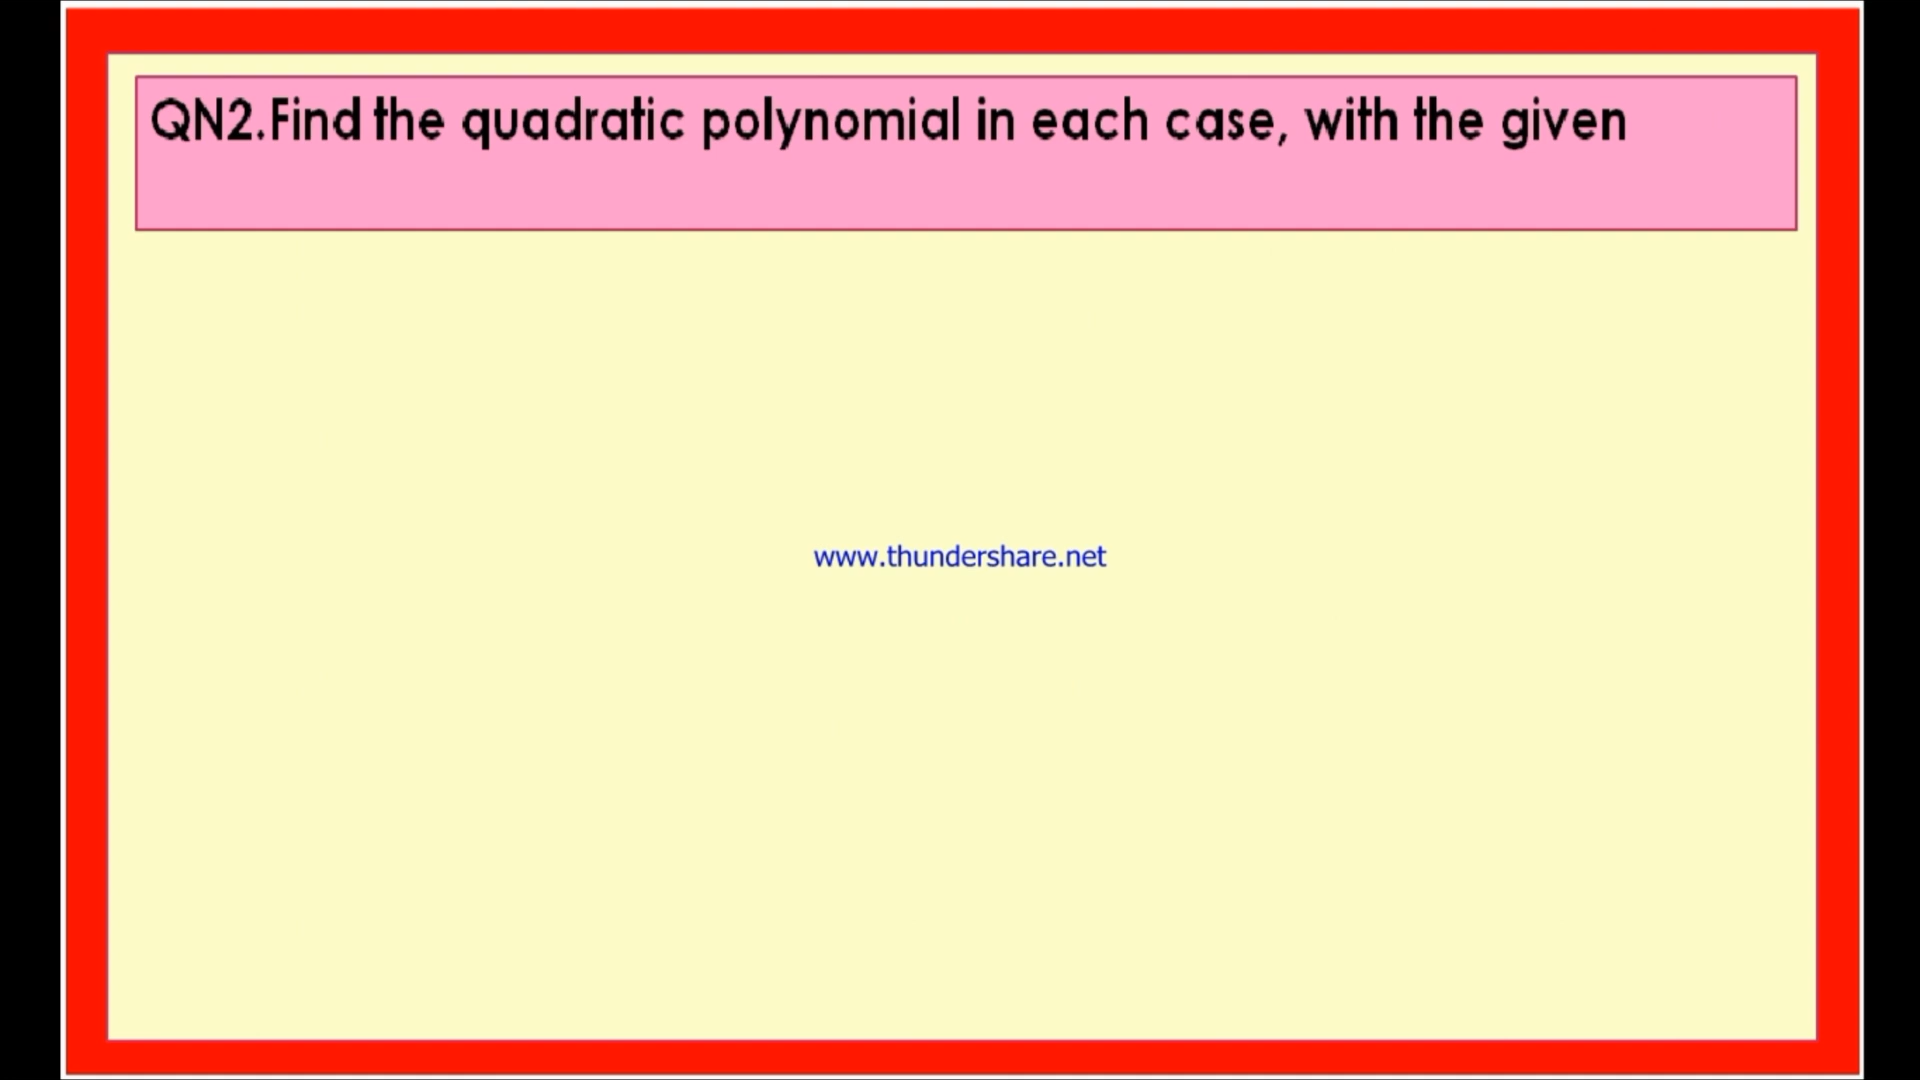 QN2.Find the quadratic polynomial in each case, with the given
www.thundershare.net